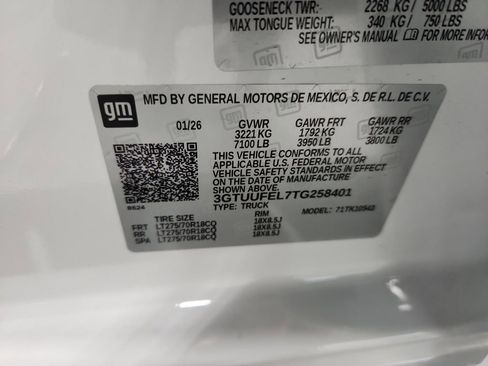 GOOSENECK TWR: 2268 KG / 5000 LBS
MAX TONGUE WEIGHT: 340 KG / 750 LBS
SEE OWNER'S MANUAL FOR MORE INFOR
gm
MFD BY GENERAL MOTORS DE MEXICO, S. DE R.L. DE C.V.
01/26 GVWR GAWR FRT GAWR RR
3221 KG 1792 KG 1724 KG
7100 LB 3950 LB 3800 LB
THIS VEHICLE CONFORMS TO ALL
APPLICABLE U.S. FEDERAL MOTOR
VEHICLE SAFETY STANDARDS IN EFFECT
ON THE DATE OF MANUFACTURE SHOWN ABOVE.
3GTUUFEL7TG258401
TYPE: TRUCK MODEL:
8624
TIRE SIZE RIM
FRT LT275/70R18CQ 18X8.5J
RR LT275/70R18CQ 18X8.5J
SPA LT275/70R18CQ 18X8.5J